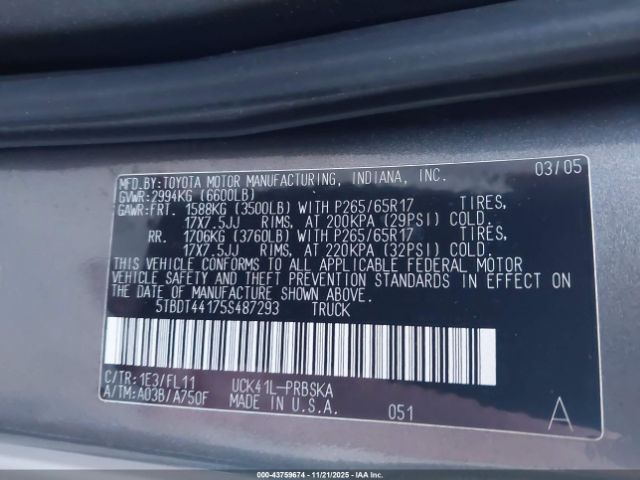 MFD.BY:TOYOTA MOTOR MANUFACTURING, INDIANA, INC. 03/05
GVWR:2994KG (6600LB)
GAWR:FRT. 1588KG (3500LB) WITH P265/65R17 TIRES,
17X7.5JJ RIMS, AT 200KPA (29PSI) COLD.
RR. 1706KG (3760LB) WITH P265/65R17 TIRES,
17X7.5JJ RIMS, AT 220KPA (32PSI) COLD.
THIS VEHICLE CONFORMS TO ALL APPLICABLE FEDERAL MOTOR
VEHICLE SAFETY AND THEFT PREVENTION STANDARDS IN EFFECT ON
THE DATE OF MANUFACTURE SHOWN ABOVE.
5TBDT44175S487293 TRUCK
C/TR:1E3/FL11 UCK41L-PRBSKA
A/TM:A03B/A750F MADE IN U.S.A. 051 A
000-43759674 - 11/21/2025 - IAAI.COM